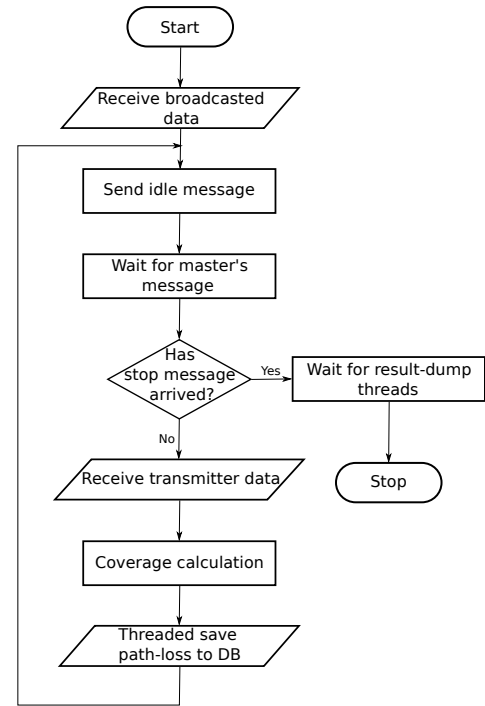 Start
Receive broadcasted
data
Send idle message
Wait for master's
message
Has
stop message
arrived?
Yes
Wait for result-dump
threads
No
Stop
Receive transmitter data
Coverage calculation
Threaded save
path-loss to DB